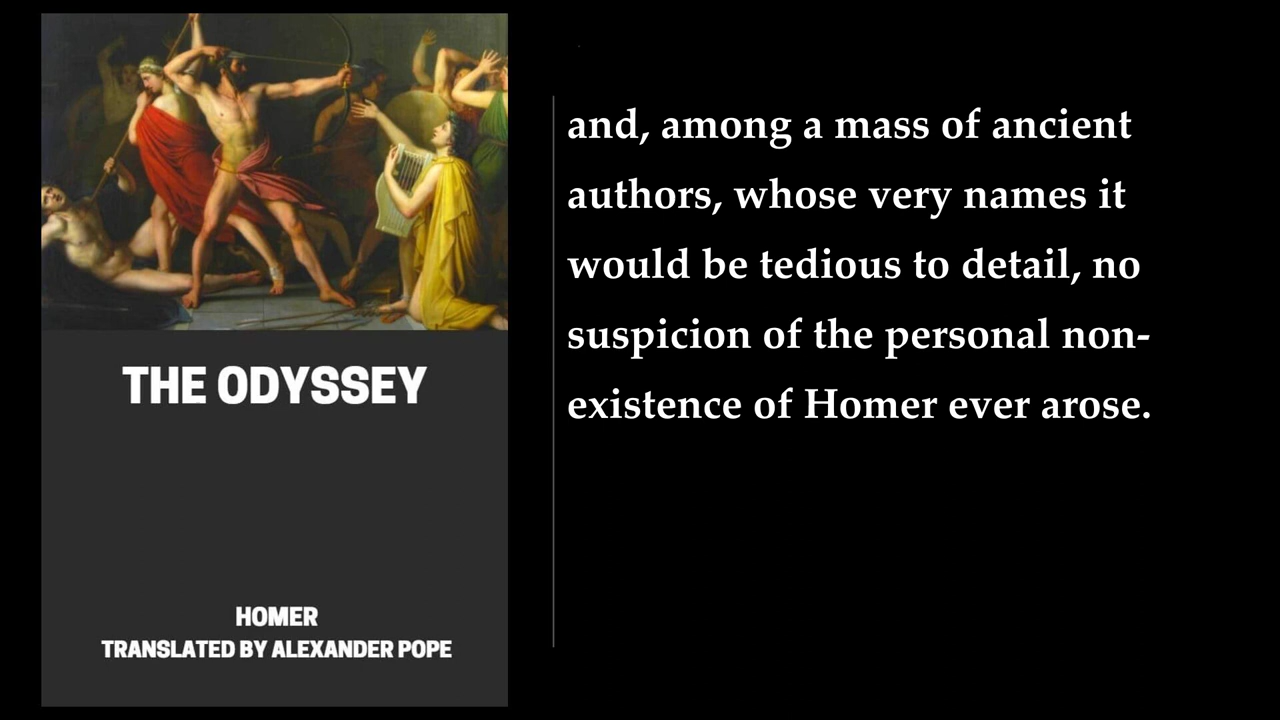 THE ODYSSEY
HOMER
TRANSLATED BY ALEXANDER POPE
and, among a mass of ancient
authors, whose very names it
would be tedious to detail, no
suspicion of the personal non-
existence of Homer ever arose.